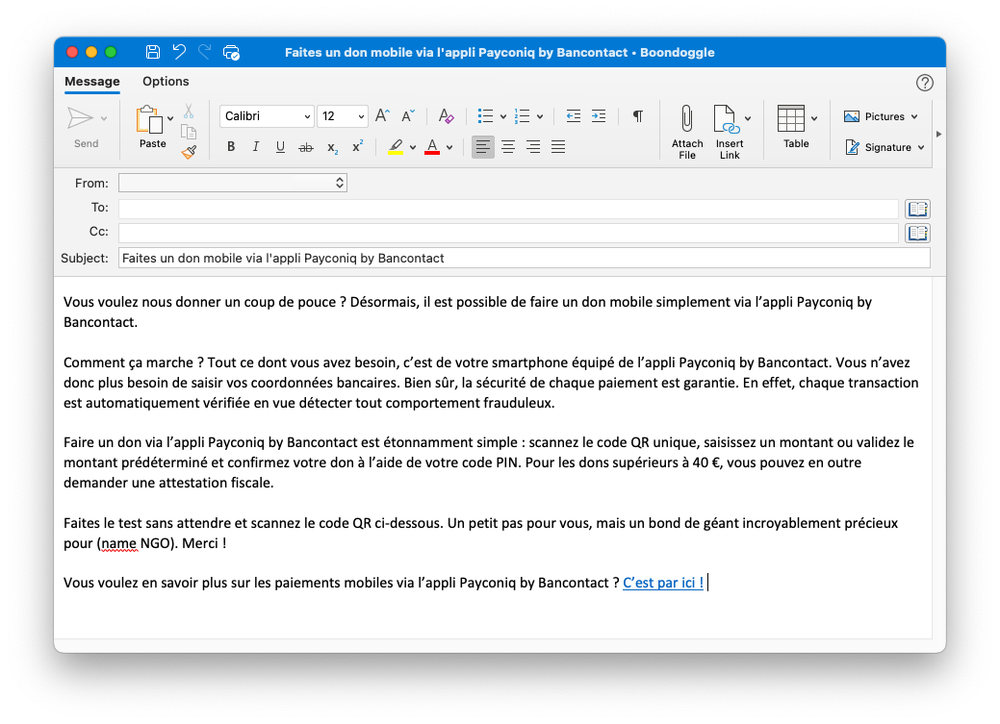 Faites un don mobile via l'appli Payconiq by Bancontact • Boondoggle
Message Options
Send
Paste
Calibri 12
Attach File
Insert Link
Table
Pictures
Signature
From:
To:
Cc:
Subject: Faites un don mobile via l'appli Payconiq by Bancontact
Vous voulez nous donner un coup de pouce ? Désormais, il est possible de faire un don mobile simplement via l’appli Payconiq by
Bancontact.
Comment ça marche ? Tout ce dont vous avez besoin, c’est de votre smartphone équipé de l’appli Payconiq by Bancontact. Vous n’avez
donc plus besoin de saisir vos coordonnées bancaires. Bien sûr, la sécurité de chaque paiement est garantie. En effet, chaque transaction
est automatiquement vérifiée en vue détecter tout comportement frauduleux.
Faire un don via l’appli Payconiq by Bancontact est étonnamment simple : scannez le code QR unique, saisissez un montant ou validez le
montant prédéterminé et confirmez votre don à l’aide de votre code PIN. Pour les dons supérieurs à 40 €, vous pouvez en outre
demander une attestation fiscale.
Faites le test sans attendre et scannez le code QR ci-dessous. Un petit pas pour vous, mais un bond de géant incroyablement précieux
pour (name NGO). Merci !
Vous voulez en savoir plus sur les paiements mobiles via l’appli Payconiq by Bancontact ? C’est par ici !